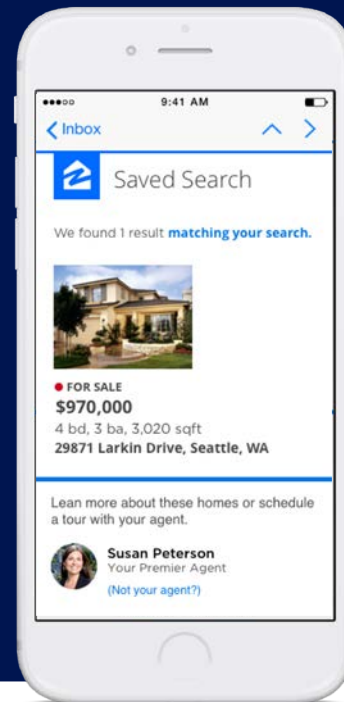 9:41 AM
Inbox
Saved Search
We found 1 result matching your search.
FOR SALE
$970,000
4 bd, 3 ba, 3,020 sqft
29871 Larkin Drive, Seattle, WA
Lean more about these homes or schedule
a tour with your agent.
Susan Peterson
Your Premier Agent
(Not your agent?)